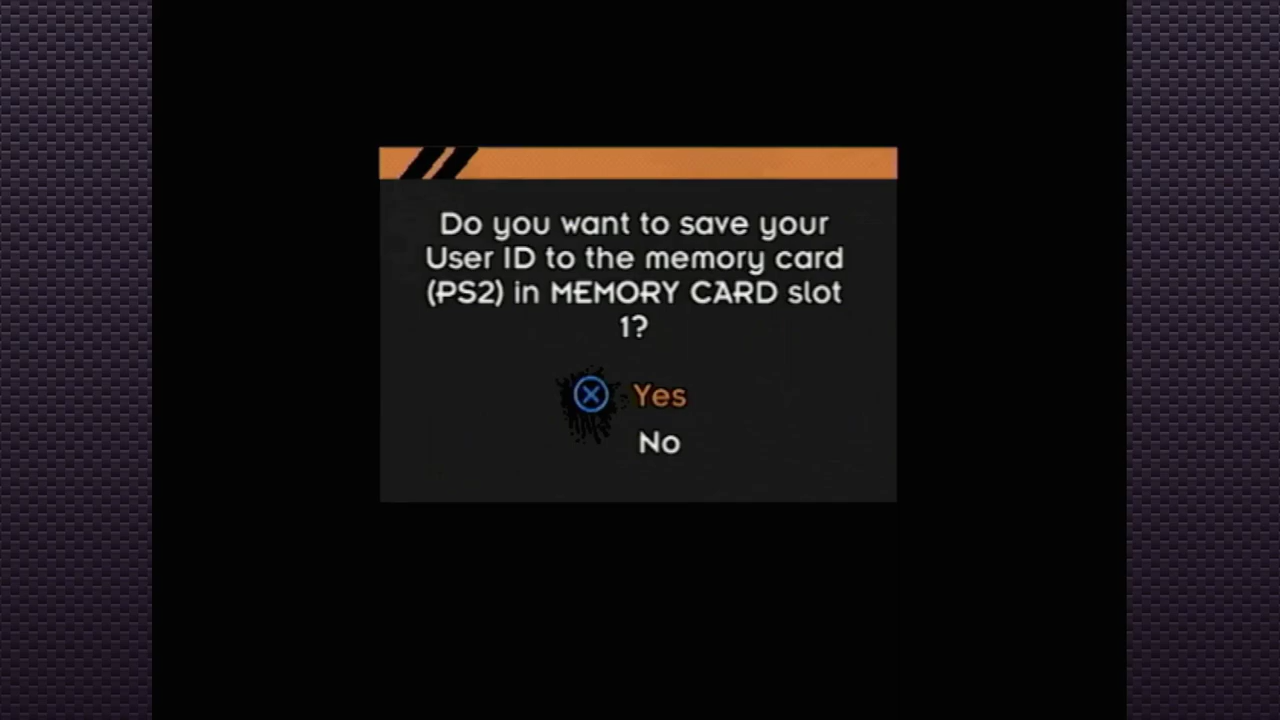 Do you want to save your
User ID to the memory card
(PS2) in MEMORY CARD slot
1?
Yes
No